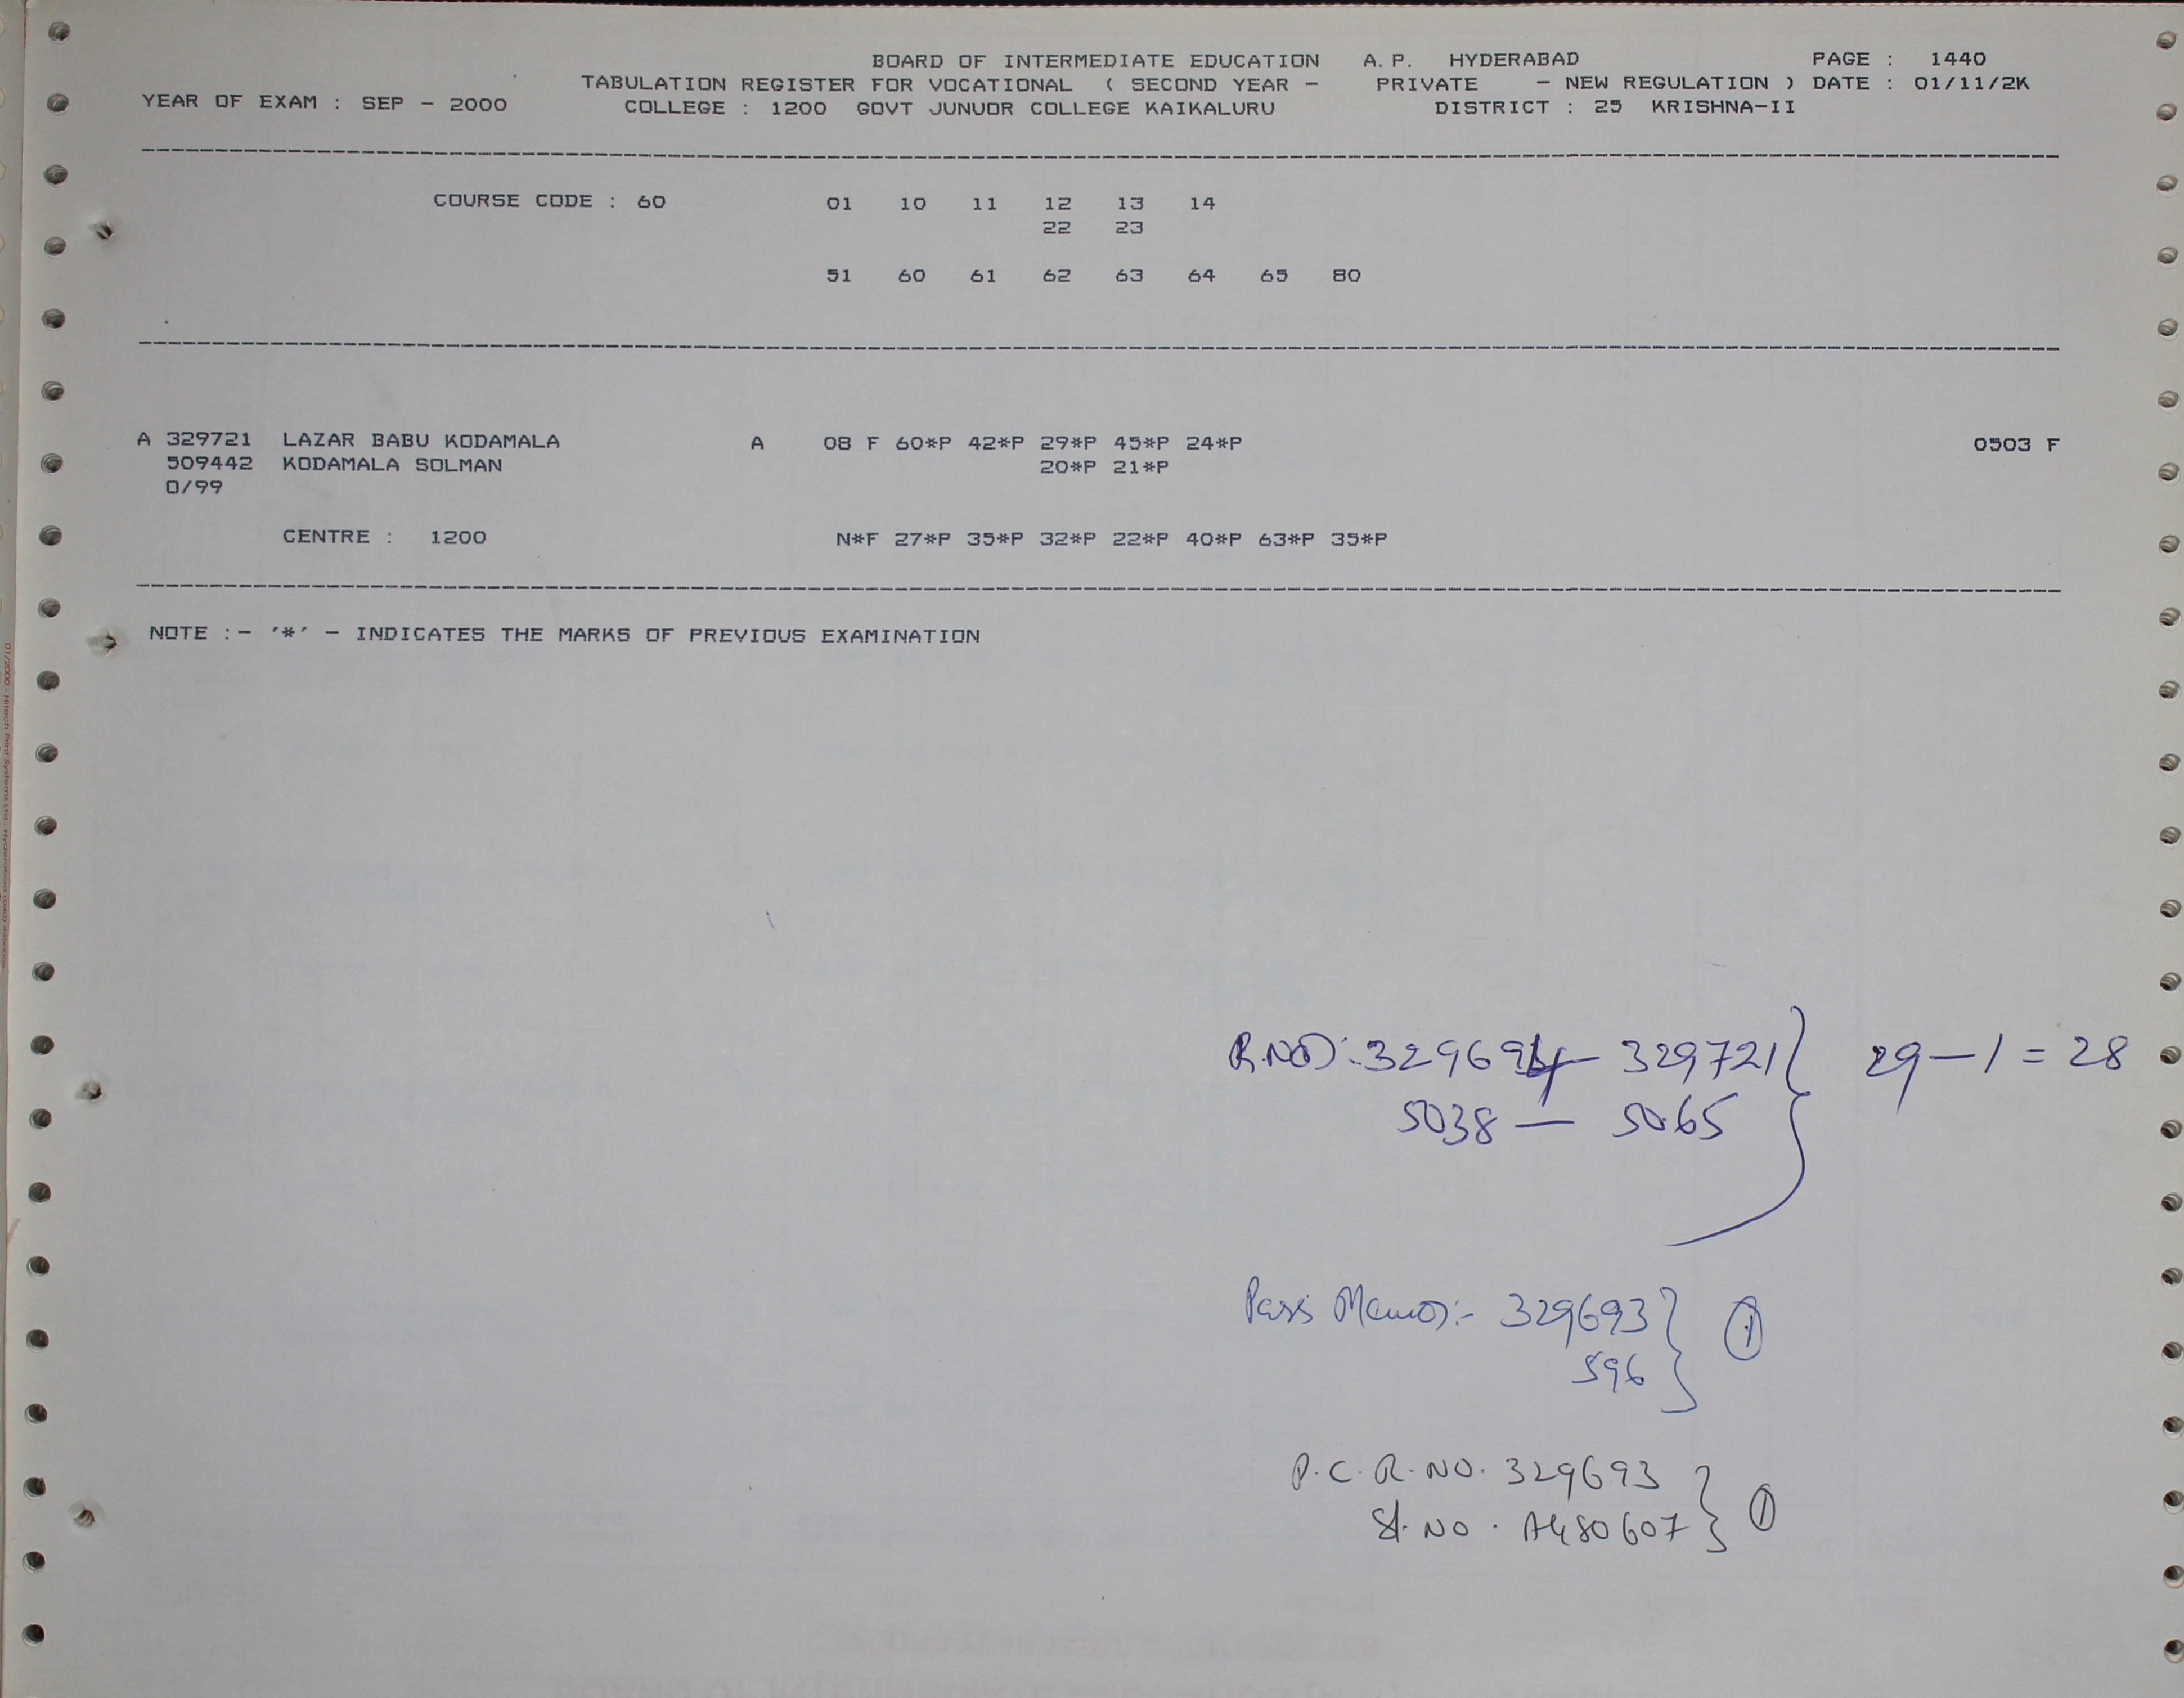 BOARD OF INTERMEDIATE EDUCATION A.P. HYDERABAD PAGE : 1440
TABULATION REGISTER FOR VOCATIONAL ( SECOND YEAR - PRIVATE - NEW REGULATION ) DATE : 01/11/2K
YEAR OF EXAM : SEP - 2000 COLLEGE : 1200 GOVT JUNUOR COLLEGE KAIKALURU DISTRICT : 25 KRISHNA-II
COURSE CODE : 60 01 10 11 12 13 14
22 23
51 60 61 62 63 64 65 80
A 329721 LAZAR BABU KODAMALA A 08 F 60*P 42*P 29*P 45*P 24*P 0503 F
509442 KODAMALA SOLMAN 20*P 21*P
0/99
CENTRE : 1200 N*F 27*P 35*P 32*P 22*P 40*P 63*P 35*P
NOTE :- '*' - INDICATES THE MARKS OF PREVIOUS EXAMINATION
R.NO:- 329694 - 329721 } 29 - 1 = 28
5038 - 5065
Pass Memo:- 329693 } 1
596
P.C.R.NO. 329693 } 1
Sl.No. A480607